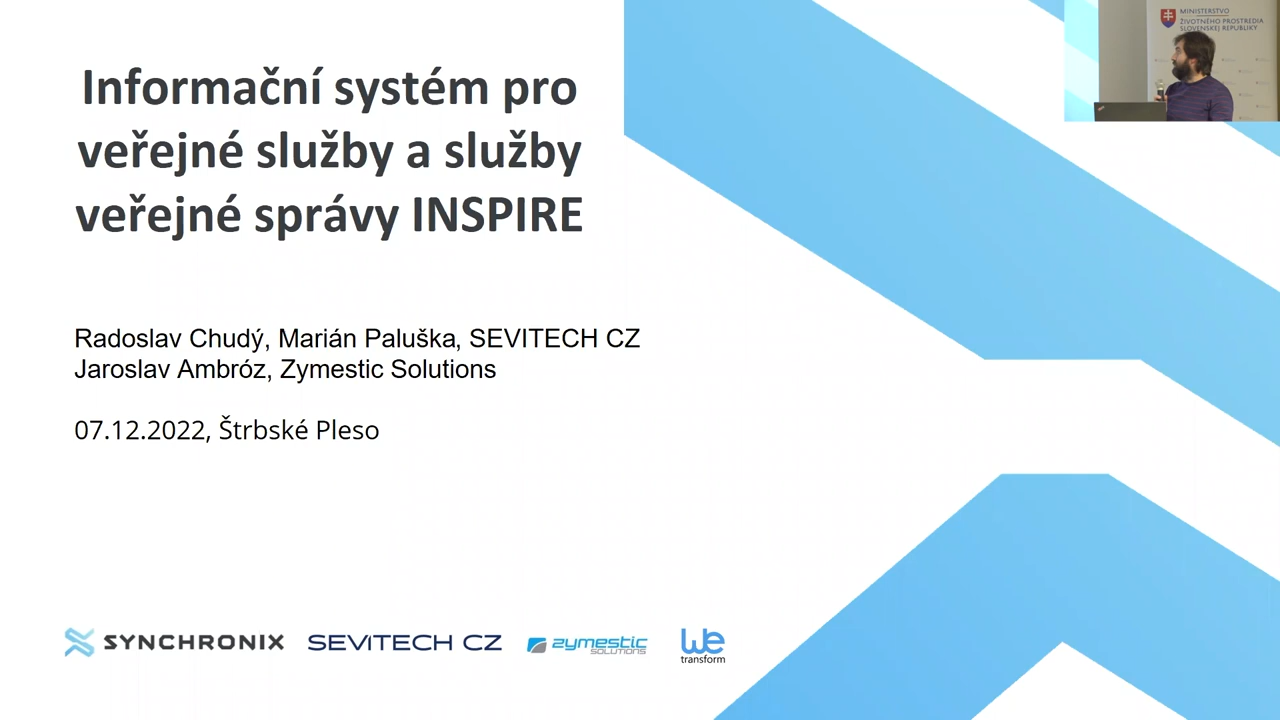 Informační systém pro
veřejné služby a služby
veřejné správy INSPIRE
Radoslav Chudý, Marián Paluška, SEVITECH CZ
Jaroslav Ambróz, Zymestic Solutions
07.12.2022, Štrbské Pleso
SYNCHRONIX
SEVITECH CZ
zymestic
SOLUTIONS
we
transform
MINISTERSTVO
ŽIVOTNÉHO PROSTREDIA
SLOVENSKEJ REPUBLIKY